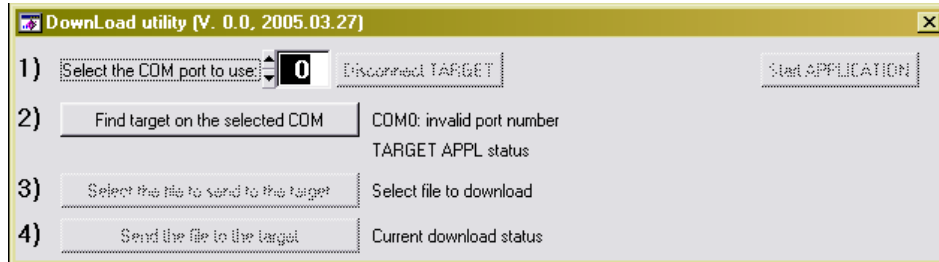 DownLoad utility (V. 0.0, 2005.03.27)
1) Select the COM port to use: 0 Disconnect TARGET Start APPLICATION
2) Find target on the selected COM COM0: invalid port number
TARGET APPL status
3) Select the file to send to the target Select file to download
4) Send the file to the target Current download status